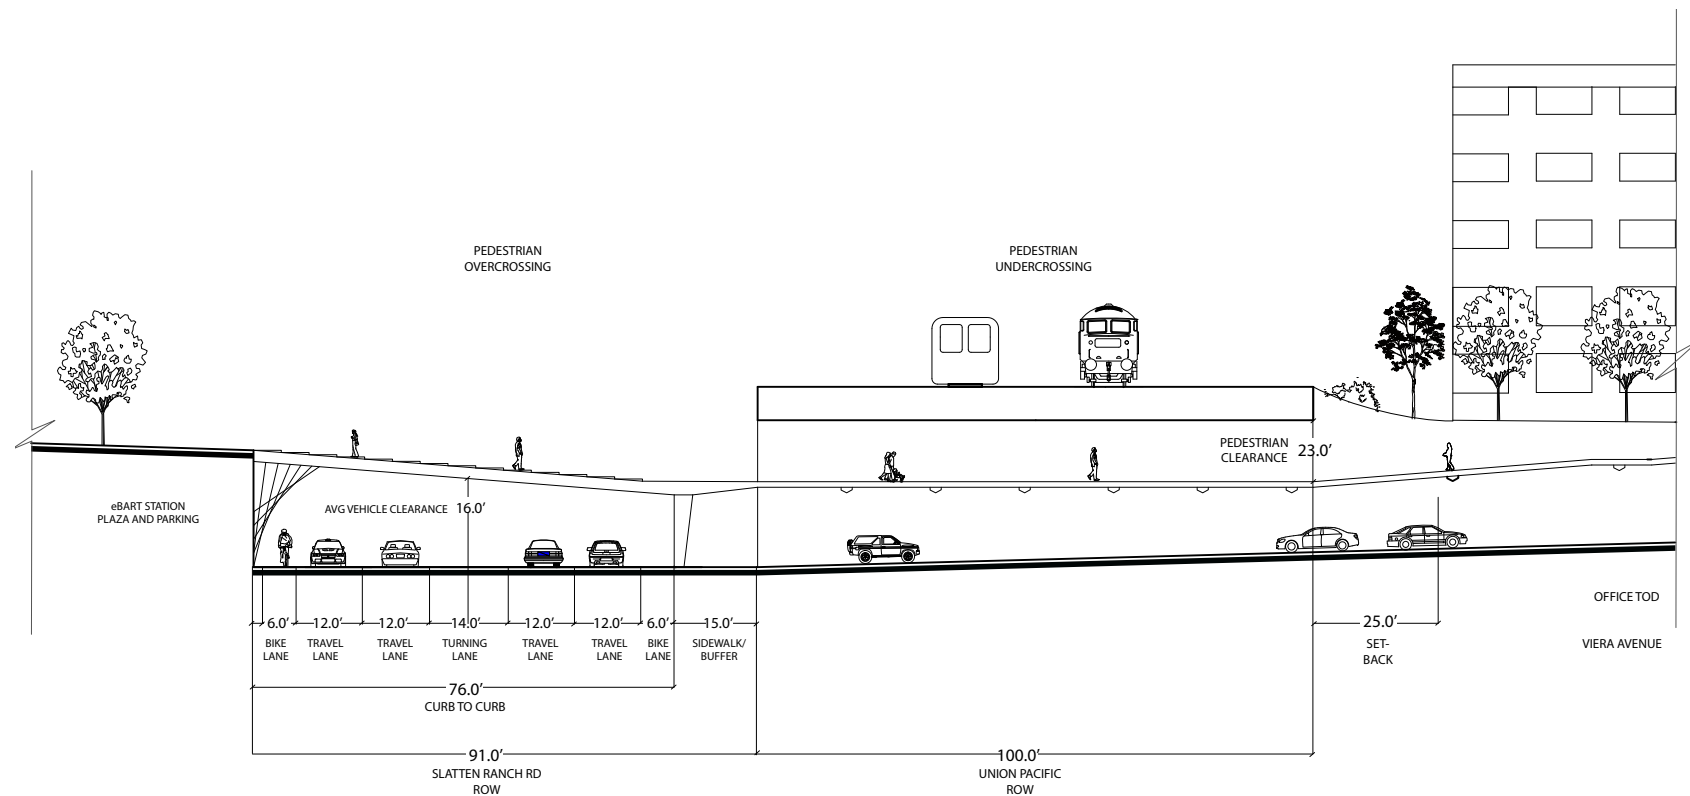 PEDESTRIAN
OVERCROSSING
PEDESTRIAN
UNDERCROSSING
PEDESTRIAN
CLEARANCE
23.0'
eBART STATION
PLAZA AND PARKING
AVG VEHICLE CLEARANCE
16.0'
6.0' 12.0' 12.0' 14.0' 12.0' 12.0' 6.0' 15.0'
BIKE
LANE
TRAVEL
LANE
TRAVEL
LANE
TURNING
LANE
TRAVEL
LANE
TRAVEL
LANE
BIKE
LANE
SIDEWALK/
BUFFER
25.0'
SET-
BACK
OFFICE TOD
VIERA AVENUE
76.0'
CURB TO CURB
91.0'
SLATTEN RANCH RD
ROW
100.0'
UNION PACIFIC
ROW